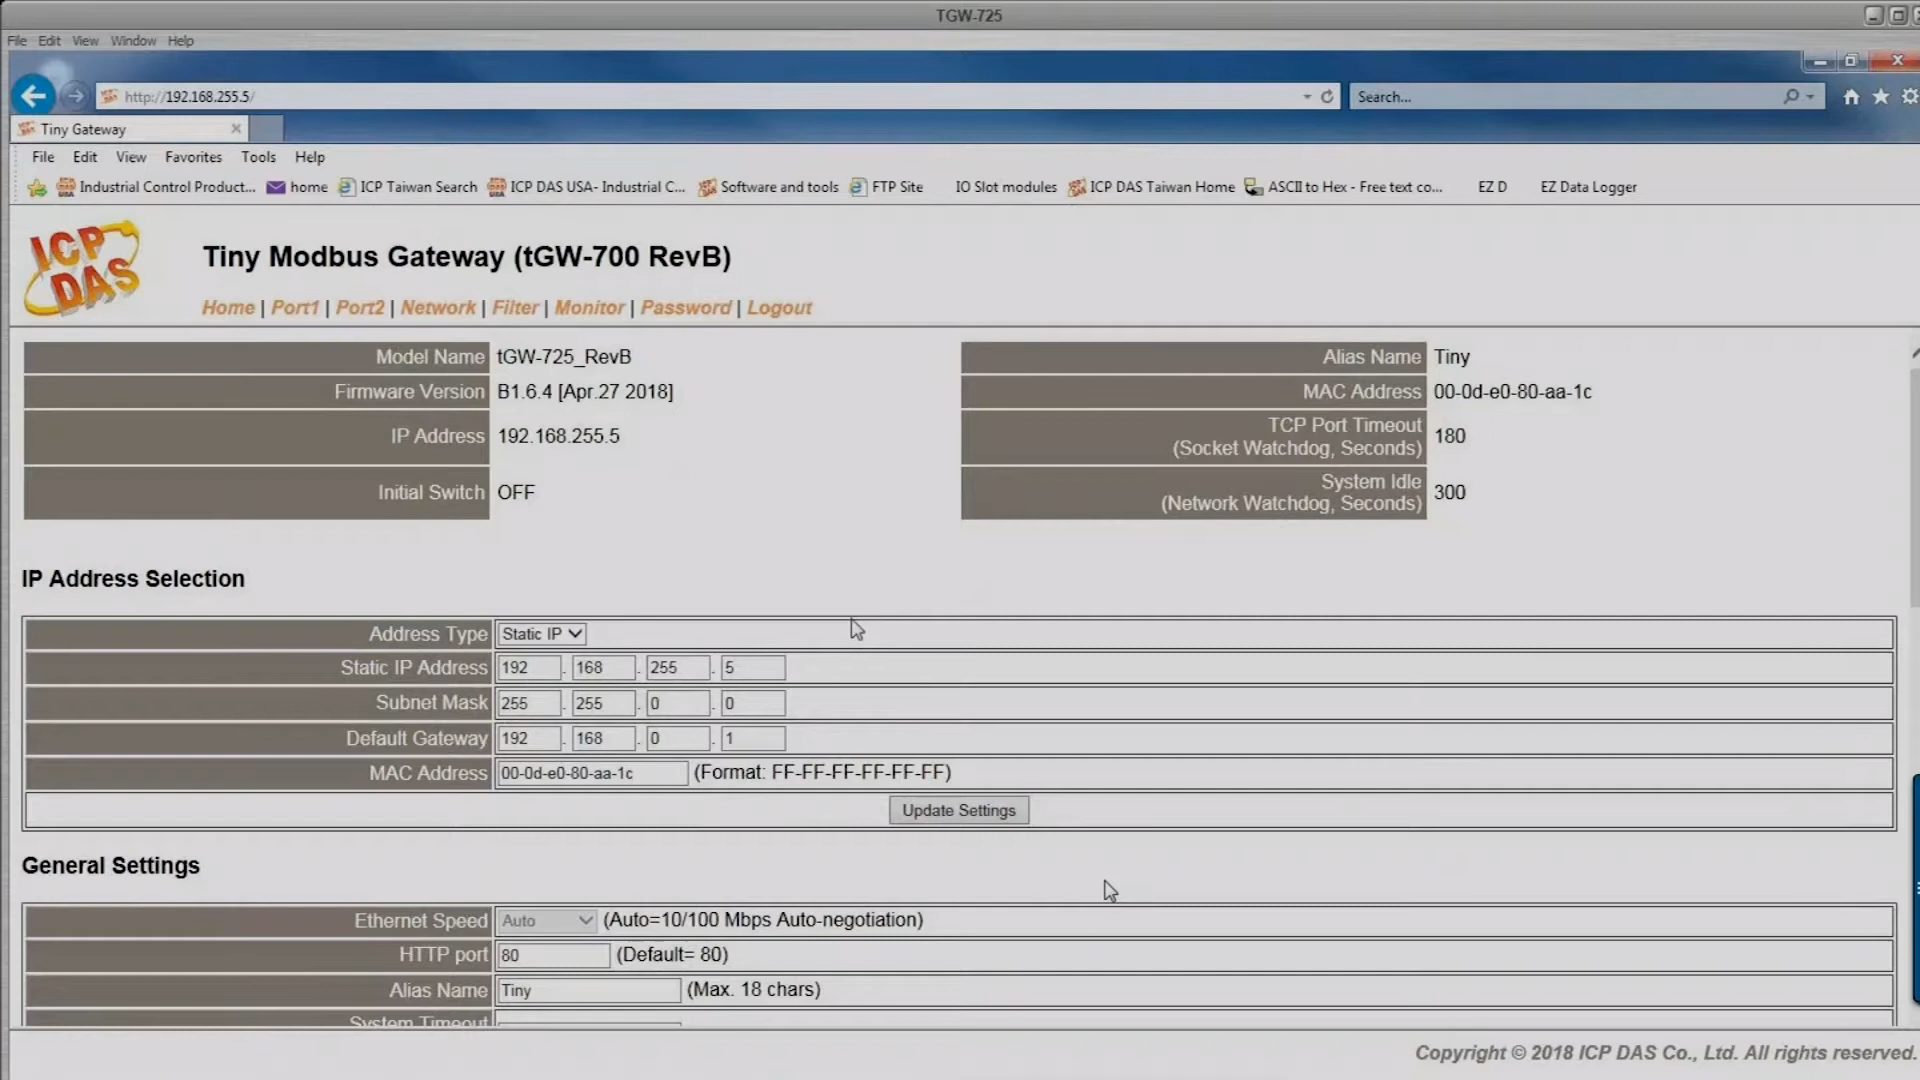 TGW-725
File Edit View Window Help
http://192.168.255.5/
Search...
Tiny Gateway
File Edit View Favorites Tools Help
Industrial Control Product... home ICP Taiwan Search ICP DAS USA- Industrial C... Software and tools FTP Site IO Slot modules ICP DAS Taiwan Home ASCII to Hex - Free text co... EZ D EZ Data Logger
ICP DAS
Tiny Modbus Gateway (tGW-700 RevB)
Home | Port1 | Port2 | Network | Filter | Monitor | Password | Logout
Model Name tGW-725_RevB Alias Name Tiny
Firmware Version B1.6.4 [Apr.27 2018] MAC Address 00-0d-e0-80-aa-1c
IP Address 192.168.255.5 TCP Port Timeout
(Socket Watchdog, Seconds) 180
Initial Switch OFF System Idle
(Network Watchdog, Seconds) 300
IP Address Selection
Address Type Static IP
Static IP Address 192 . 168 . 255 . 5
Subnet Mask 255 . 255 . 0 . 0
Default Gateway 192 . 168 . 0 . 1
MAC Address 00-0d-e0-80-aa-1c (Format: FF-FF-FF-FF-FF-FF)
Update Settings
General Settings
Ethernet Speed Auto (Auto=10/100 Mbps Auto-negotiation)
HTTP port 80 (Default= 80)
Alias Name Tiny (Max. 18 chars)
System Timeout
Copyright © 2018 ICP DAS Co., Ltd. All rights reserved.